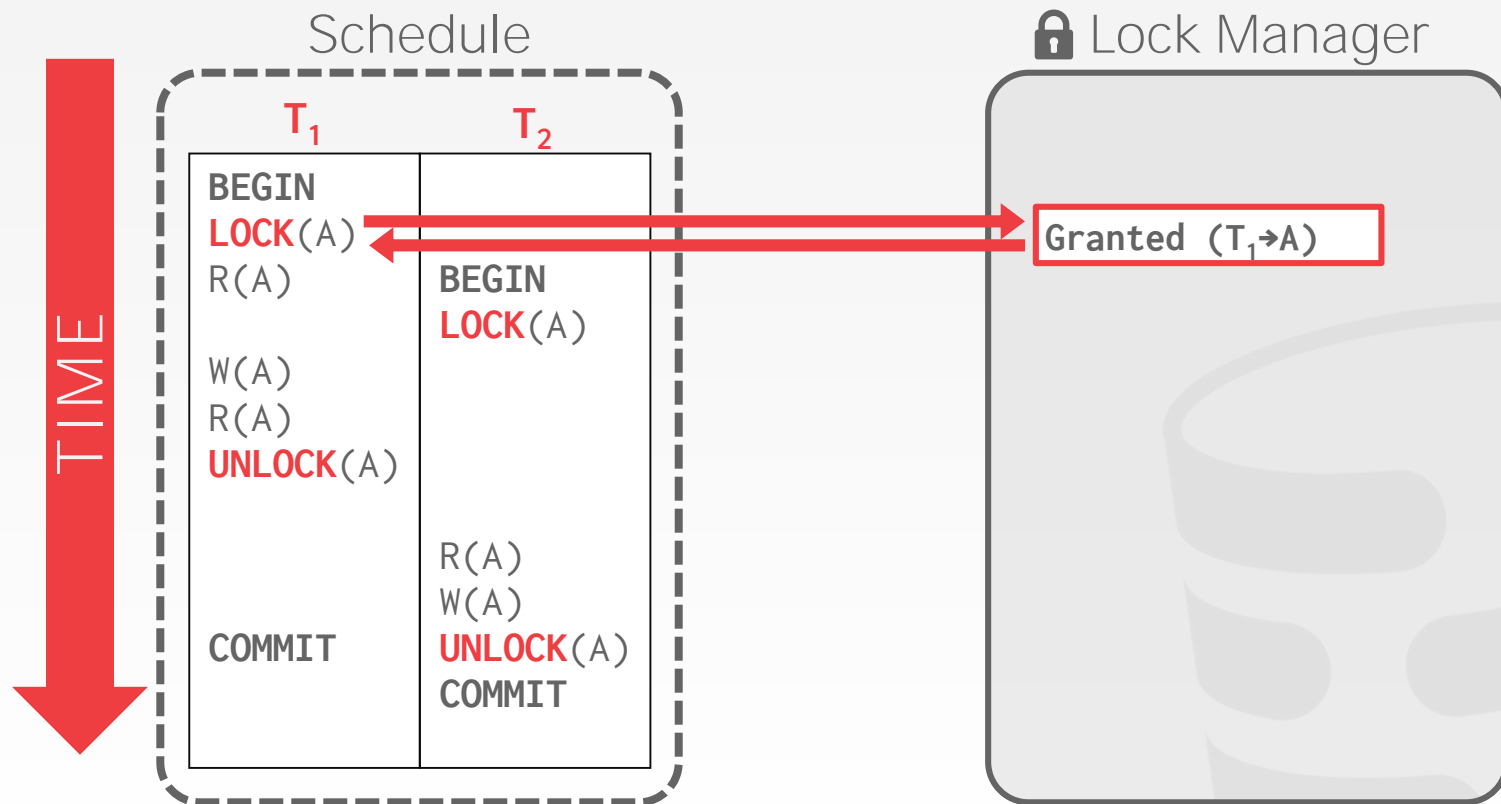 Schedule
Lock Manager
TIME
T₁ T₂
BEGIN
LOCK(A)
Granted (T₁→A)
R(A) BEGIN
LOCK(A)
W(A)
R(A)
UNLOCK(A)
R(A)
W(A)
COMMIT UNLOCK(A)
COMMIT